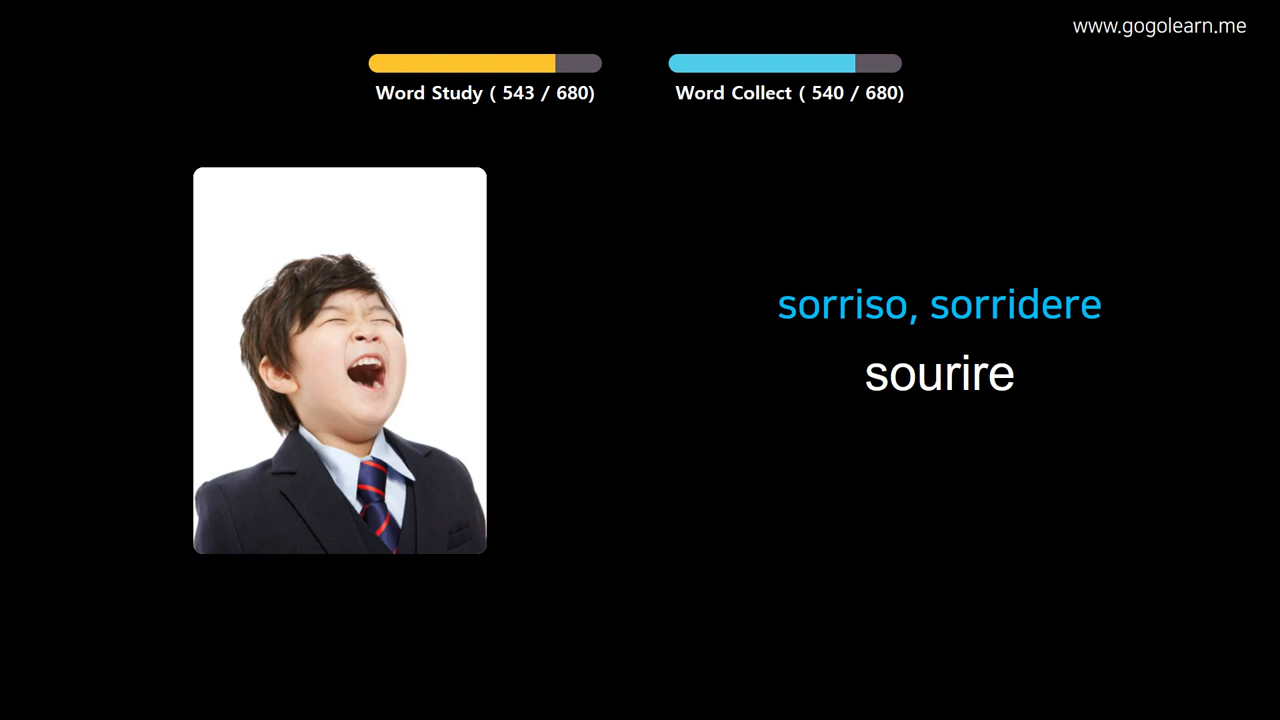 www.gogolearn.me
Word Study ( 543 / 680)
Word Collect ( 540 / 680)
sorriso, sorridere
sourire